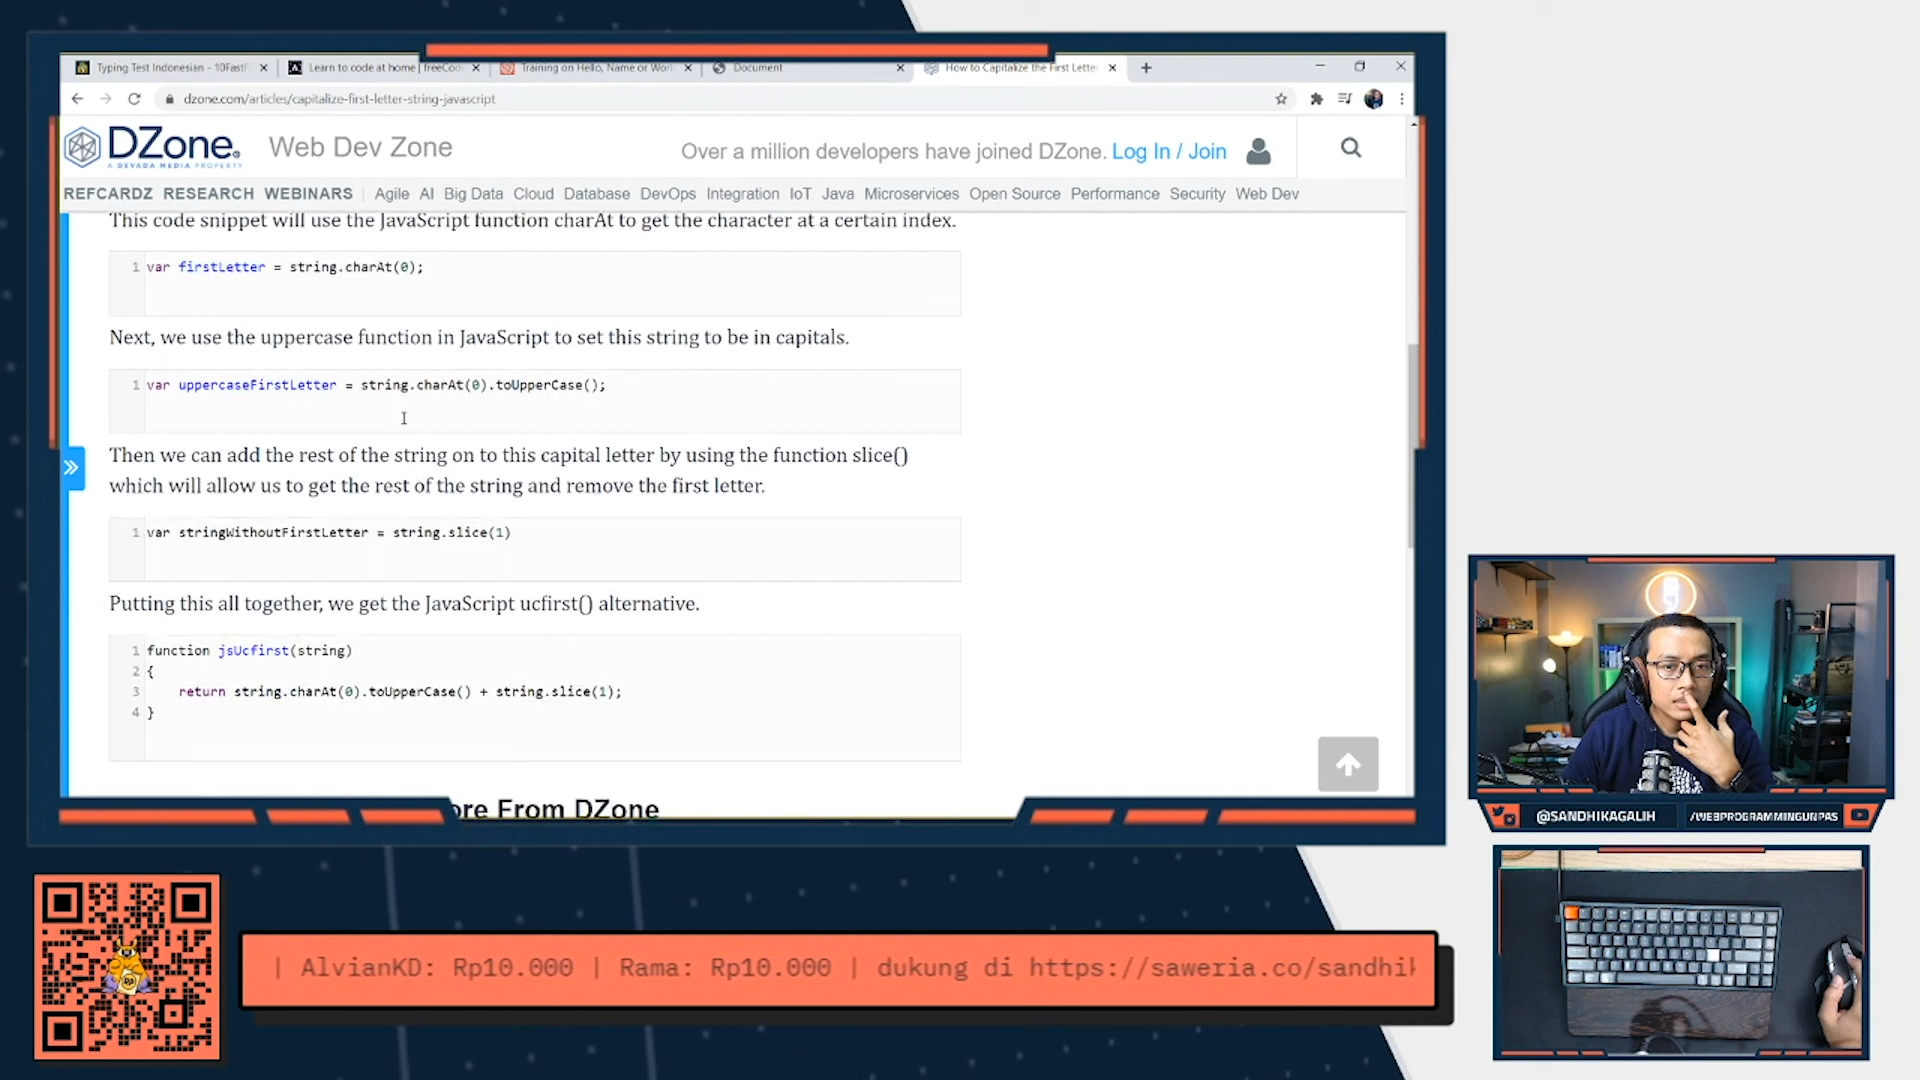 Typing Test Indonesian - 10FastF
Learn to code at home | freeCod
Training on Hello, Name or Worl
Document
How to Capitalize the First Lette
dzone.com/articles/capitalize-first-letter-string-javascript
DZone.
A DEVADA MEDIA PROPERTY
Web Dev Zone
Over a million developers have joined DZone. Log In / Join
REFCARDZ RESEARCH WEBINARS | Agile AI Big Data Cloud Database DevOps Integration IoT Java Microservices Open Source Performance Security Web Dev
This code snippet will use the JavaScript function charAt to get the character at a certain index.
1 var firstLetter = string.charAt(0);
Next, we use the uppercase function in JavaScript to set this string to be in capitals.
1 var uppercaseFirstLetter = string.charAt(0).toUpperCase();
Then we can add the rest of the string on to this capital letter by using the function slice()
which will allow us to get the rest of the string and remove the first letter.
1 var stringWithoutFirstLetter = string.slice(1)
Putting this all together, we get the JavaScript ucfirst() alternative.
1 function jsUcfirst(string)
2 {
3 return string.charAt(0).toUpperCase() + string.slice(1);
4 }
ore From DZone
@SANDHIKAGALIH
/WEBPROGRAMMINGUNPAS
| AlvianKD: Rp10.000 | Rama: Rp10.000 | dukung di https://saweria.co/sandhik